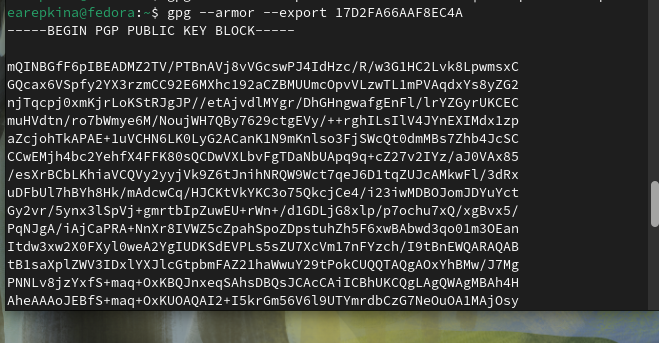 earepkina@fedora:~$ gpg --armor --export 17D2FA66AAF8EC4A
-----BEGIN PGP PUBLIC KEY BLOCK-----
mQINBGfF6pIBEADMZ2TV/PTBnAVj8vVGcswPJ4IdHzc/R/w3G1HC2Lvk8LpwmsxC
GQcax6VSpfy2YX3rzmCC92E6MXhc192aCZBMUUmcOpvVLzwTL1mPVAqdxYs8yZG2
njTqcpj0xmKjrLoKStRJgJP//etAjvdlMYgr/DhGHngwafgEnFl/lrYZGyrUKCEC
muHVdtn/ro7bWmye6M/NoujWH7QBy7629ctgEVy/++rghILsIlV4JYnEXIMdx1zp
aZcjohTkAPAE+1uVCHN6LK0LyG2ACanK1N9mKnlso3FjSWcQt0dmMBs7Zhb4JcSC
CCwEMjh4bc2YehfX4FFK80sQCDwVXLbvFgTDaNbUApq9q+cZ27v2IYz/aJ0VAx85
/esXrBCbLKhiaVCQVy2yyjVk9Z6tJnihNRQW9Wct7qeJ6D1tqZUJcAMkwFl/3dRx
uDFbUl7hBYh8Hk/mAdcwCq/HJCKtVkYKC3o75QkcjCe4/i23iwMDBOJomJDYuYct
Gy2vr/5ynx3lSpVj+gmrtbIpZuwEU+rWn+/d1GDLjG8xlp/p7ochu7xQ/xgBvx5/
PqNJgA/iAjCaPRA+NnXr8IVWZ5cZpahSpoZDpstuhZh5F6xwBAbwd3qo01m3OEan
Itdw3xw2X0FXyl0weA2YgIUDKSdEVPLs5sZU7XcVm17nFYzch/I9tBnEWQARAQAB
tB1saXplZWV3IDxlYXJlcGtpbmFAZ21haWwuY29tPokCUQQTAQgAOxYhBMw/J7Mg
PNNLv8jzYxfS+maq+OxKBQJnxeqSAhsDBQsJCAcCAiICBhUKCQgLAgQWAgMBAh4H
AheAAAoJEBfS+maq+OxKUOAQAI2+I5krGm56V6l9UTYmrdbCzG7NeOuOA1MAjOsy